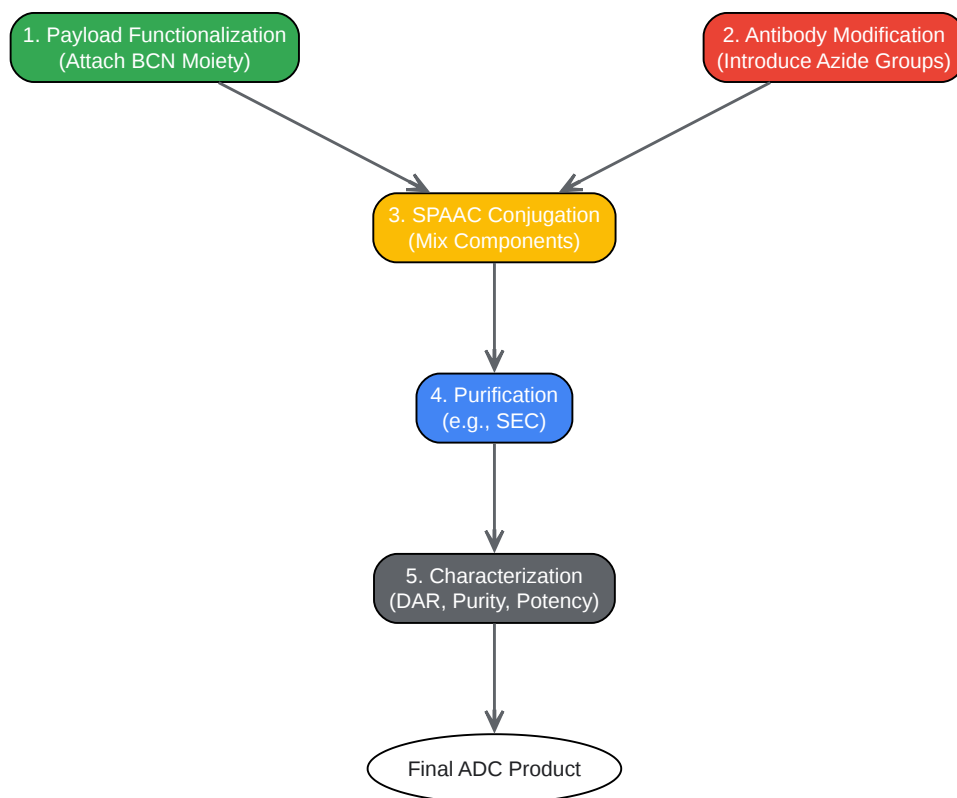 1. Payload Functionalization
(Attach BCN Moiety)
2. Antibody Modification
(Introduce Azide Groups)
3. SPAAC Conjugation
(Mix Components)
4. Purification
(e.g., SEC)
5. Characterization
(DAR, Purity, Potency)
Final ADC Product